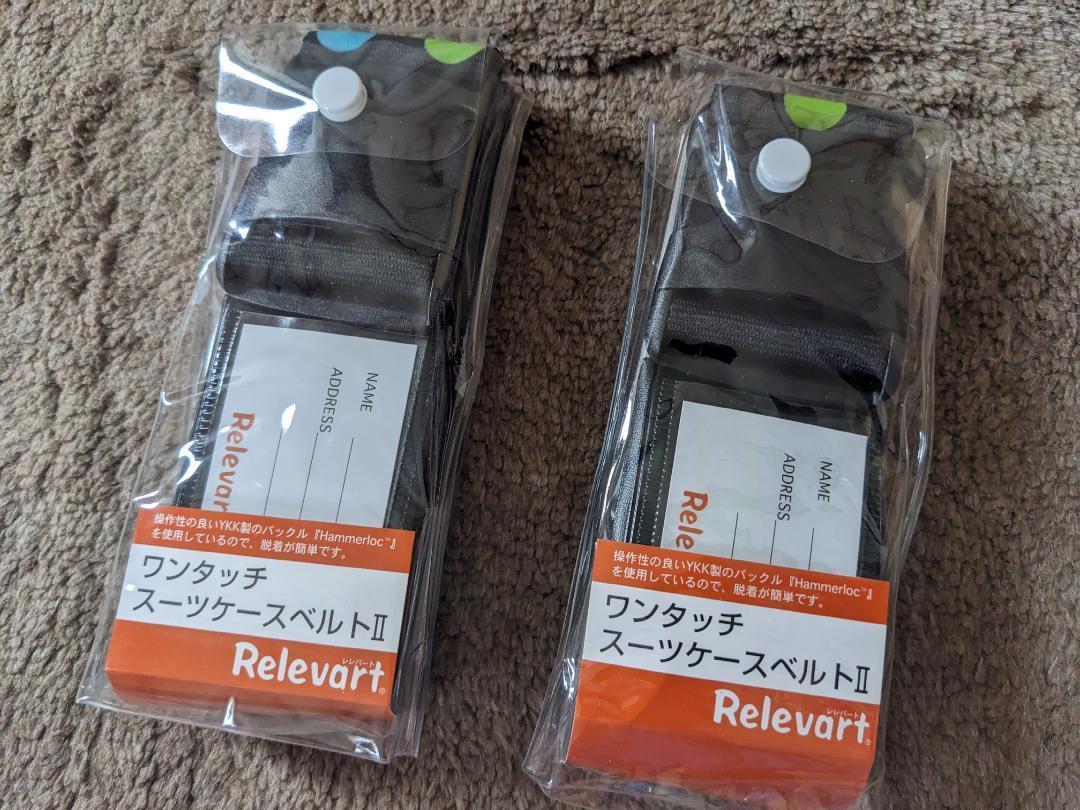 NAME
ADDRESS
Relevar
操作性の良いYKK製のバックル『Hammerloc™』
を使用しているので、脱着が簡単です。
ワンタッチ
スーツケースベルトⅡ
レレバート
Relevart®
NAME
ADDRESS
Rele
操作性の良いYKK製のバックル『Hammerloc™』
を使用しているので、脱着が簡単です。
ワンタッチ
スーツケースベルトⅡ
レレバート
Relevart®